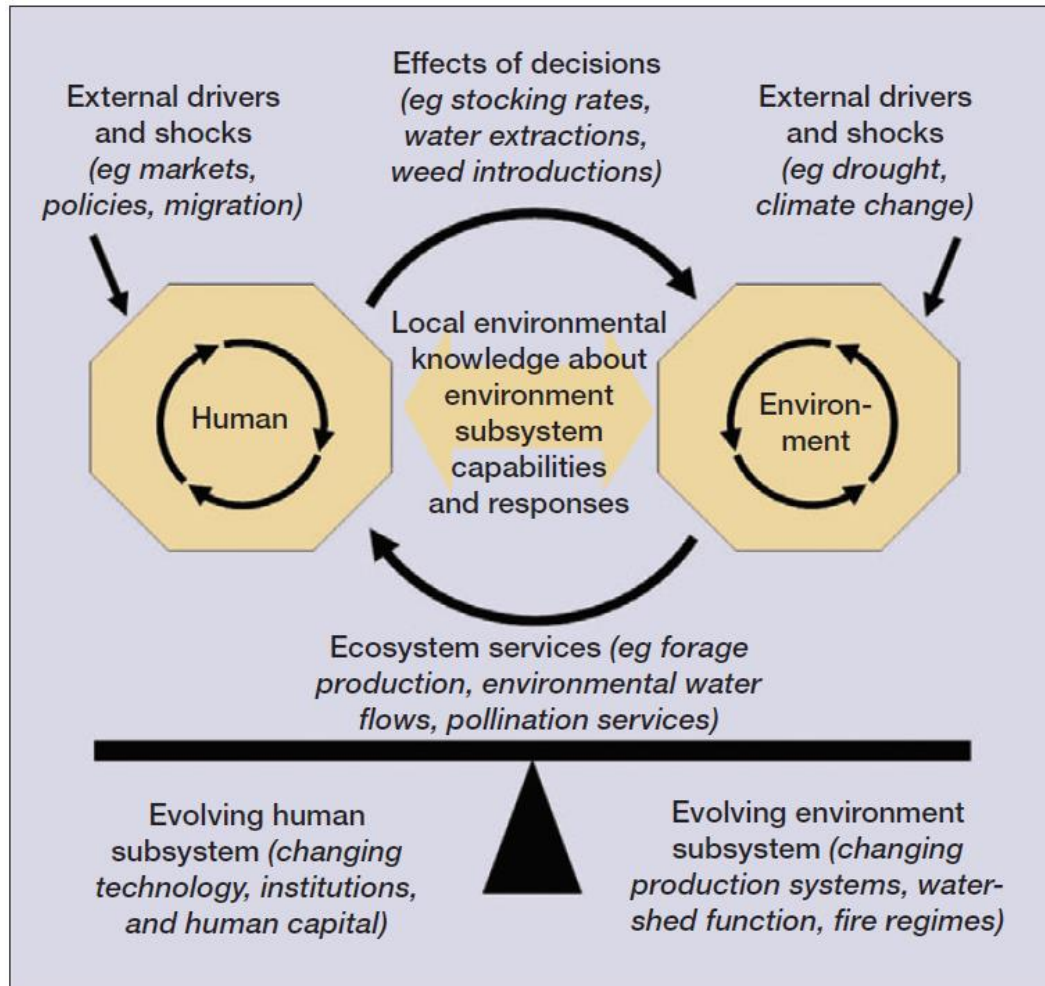 External drivers
and shocks
(eg markets,
policies, migration)
Effects of decisions
(eg stocking rates,
water extractions,
weed introductions)
External drivers
and shocks
(eg drought,
climate change)
Human
Local environmental
knowledge about
environment
subsystem
capabilities
and responses
Environ-
ment
Ecosystem services (eg forage
production, environmental water
flows, pollination services)
Evolving human
subsystem (changing
technology, institutions,
and human capital)
Evolving environment
subsystem (changing
production systems, water-
shed function, fire regimes)